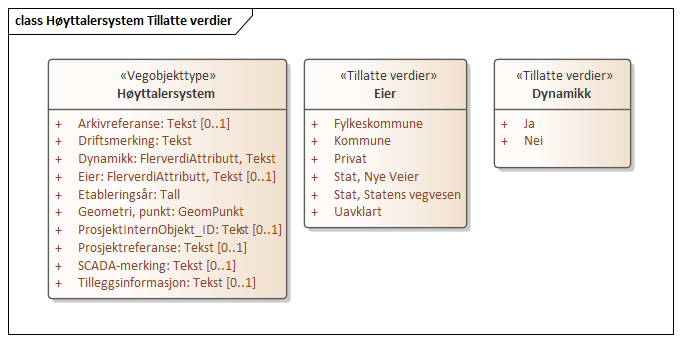 class Høyttalersystem Tillatte verdier
«Vegobjekttype»
Høyttalersystem
+ Arkivreferanse: Tekst [0..1]
+ Driftsmerking: Tekst
+ Dynamikk: FlerverdiAttributt, Tekst
+ Eier: FlerverdiAttributt, Tekst [0..1]
+ Etableringsår: Tall
+ Geometri, punkt: GeomPunkt
+ ProsjektInternObjekt_ID: Tekst [0..1]
+ Prosjektreferanse: Tekst [0..1]
+ SCADA-merking: Tekst [0..1]
+ Tilleggsinformasjon: Tekst [0..1]
«Tillatte verdier»
Eier
+ Fylkeskommune
+ Kommune
+ Privat
+ Stat, Nye Veier
+ Stat, Statens vegvesen
+ Uavklart
«Tillatte verdier»
Dynamikk
+ Ja
+ Nei